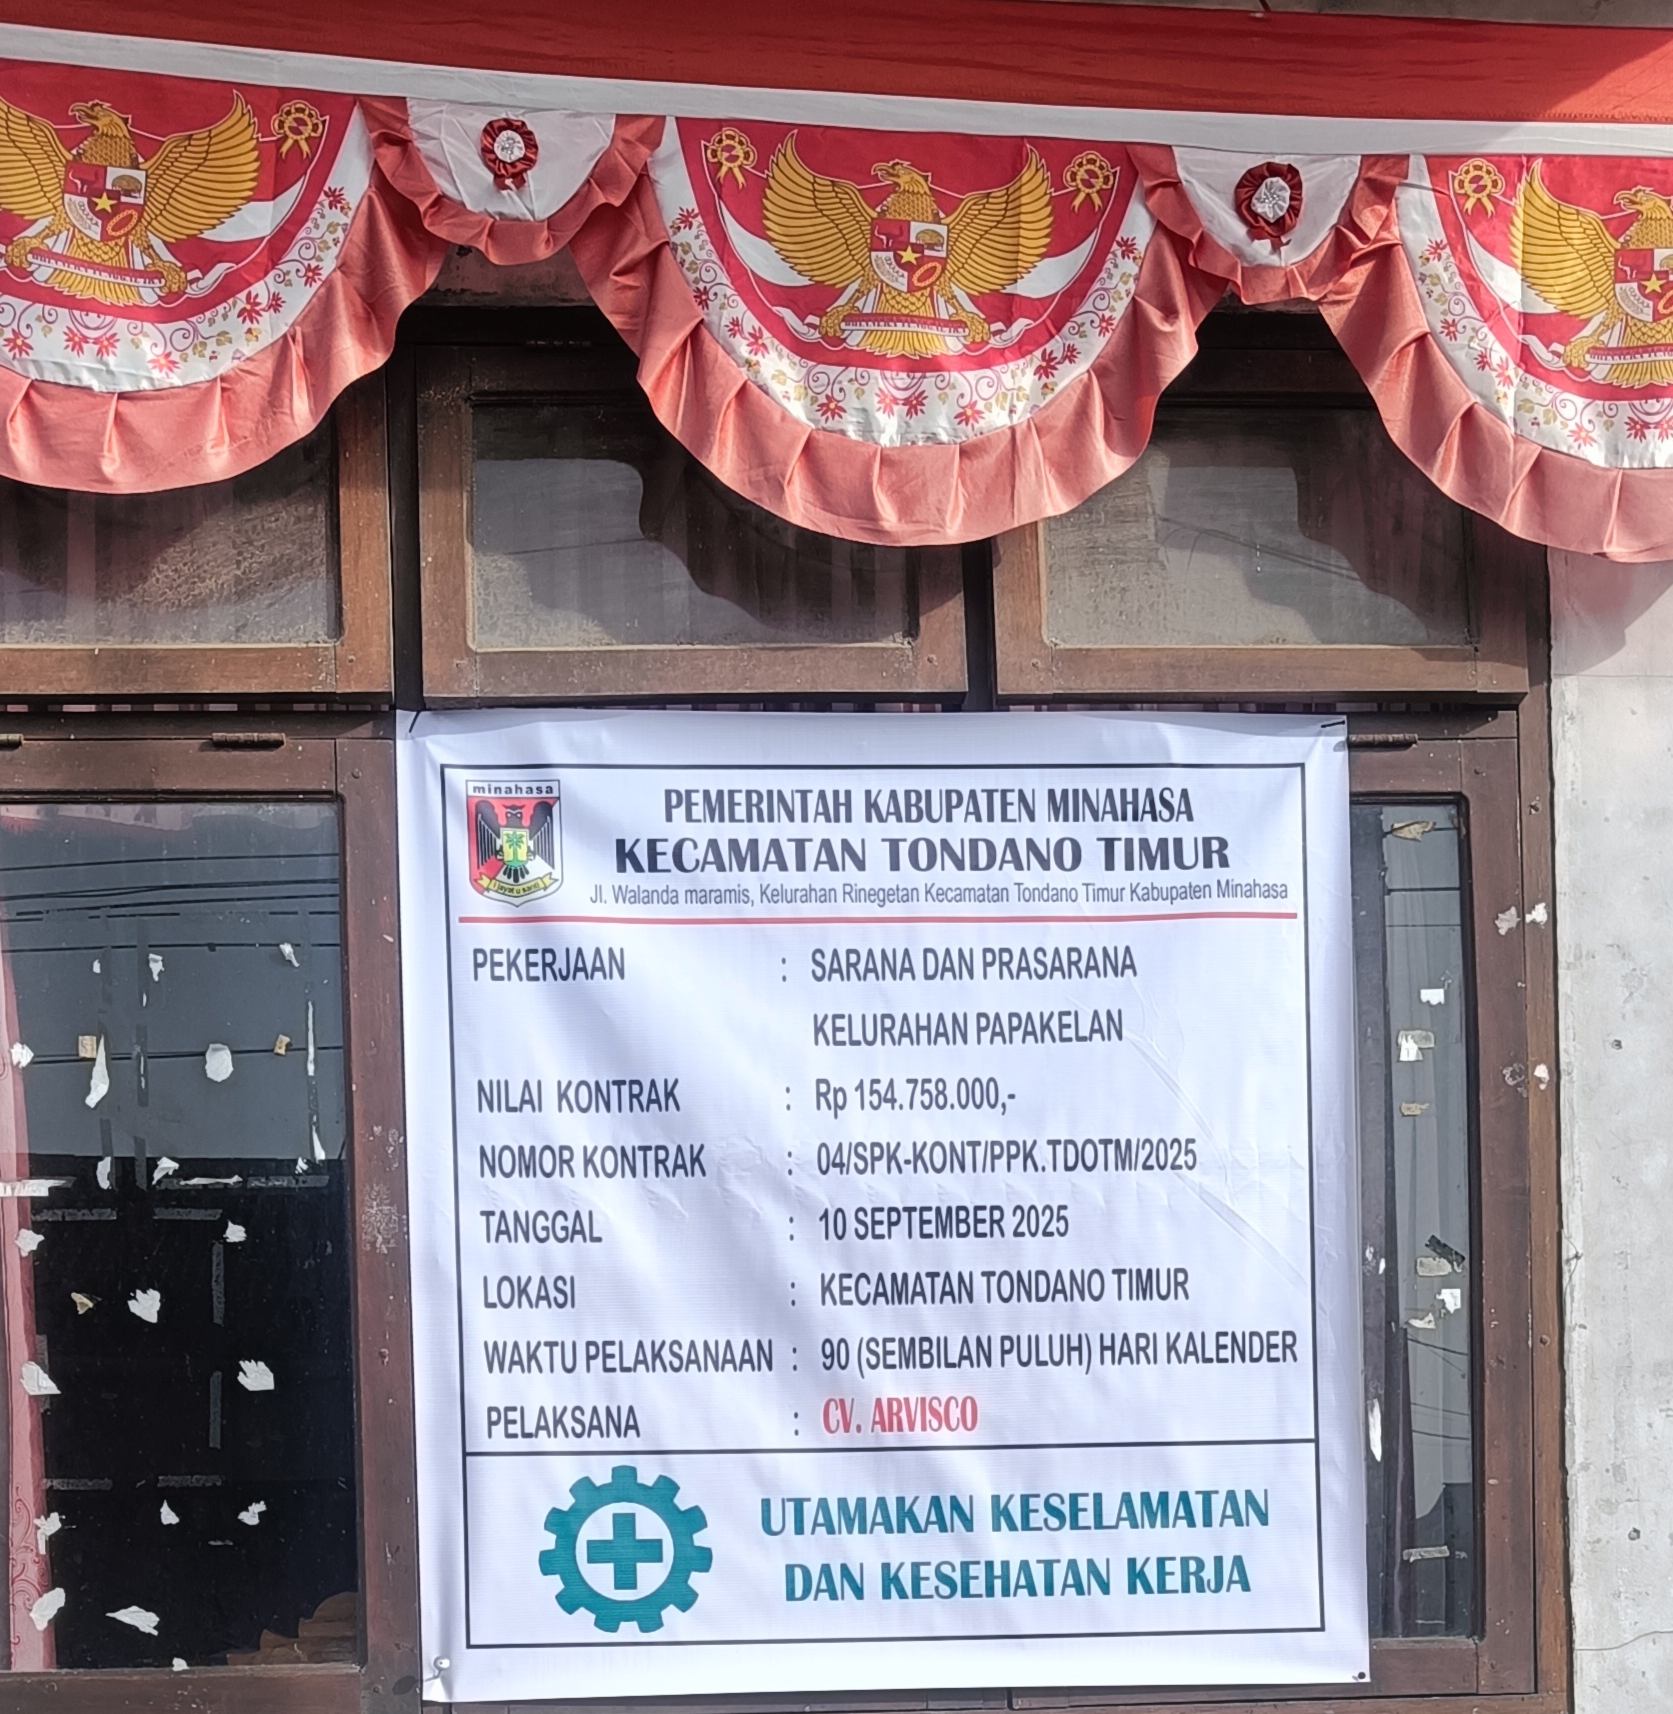 minahasa
PEMERINTAH KABUPATEN MINAHASA
KECAMATAN TONDANO TIMUR
Jl. Walanda maramis, Kelurahan Rinegetan Kecamatan Tondano Timur Kabupaten Minahasa
PEKERJAAN : SARANA DAN PRASARANA
KELURAHAN PAPAKELAN
NILAI KONTRAK : Rp 154.758.000,-
NOMOR KONTRAK : 04/SPK-KONT/PPK.TDOTM/2025
TANGGAL : 10 SEPTEMBER 2025
LOKASI : KECAMATAN TONDANO TIMUR
WAKTU PELAKSANAAN : 90 (SEMBILAN PULUH) HARI KALENDER
PELAKSANA : CV. ARVISCO
UTAMAKAN KESELAMATAN
DAN KESEHATAN KERJA